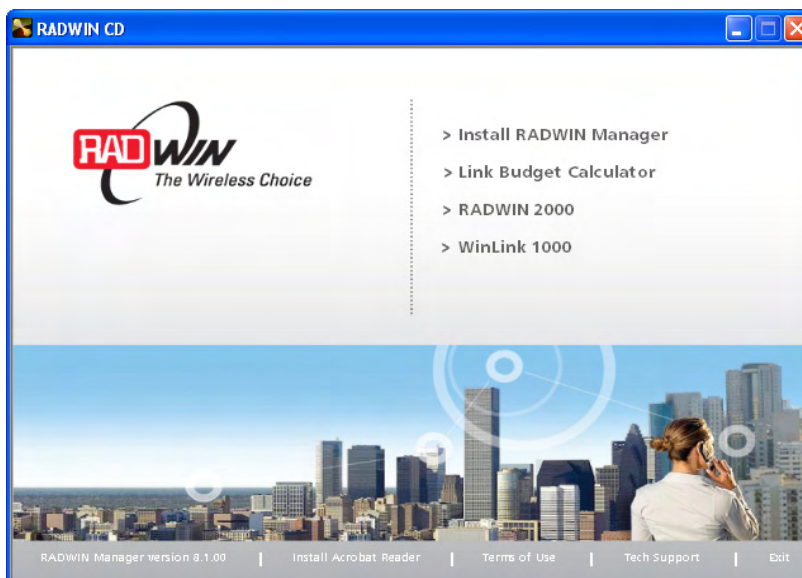 RADWIN CD
RADWIN
The Wireless Choice
> Install RADWIN Manager
> Link Budget Calculator
> RADWIN 2000
> WinLink 1000
RADWIN Manager version 8.1.00 | Install Acrobat Reader | Terms of Use | Tech Support | Exit